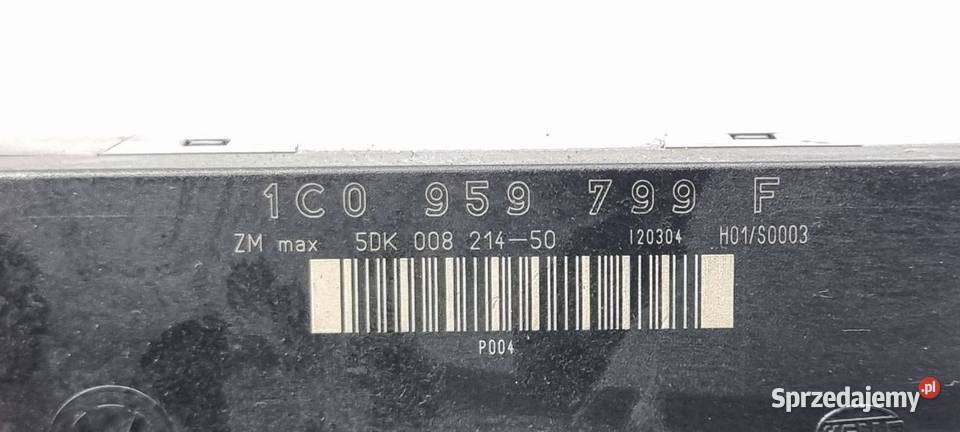 1C0 959 799 F
ZM max 5DK 008 214-50 120304 H01/S0003
P004
Sprzedajemy.pl